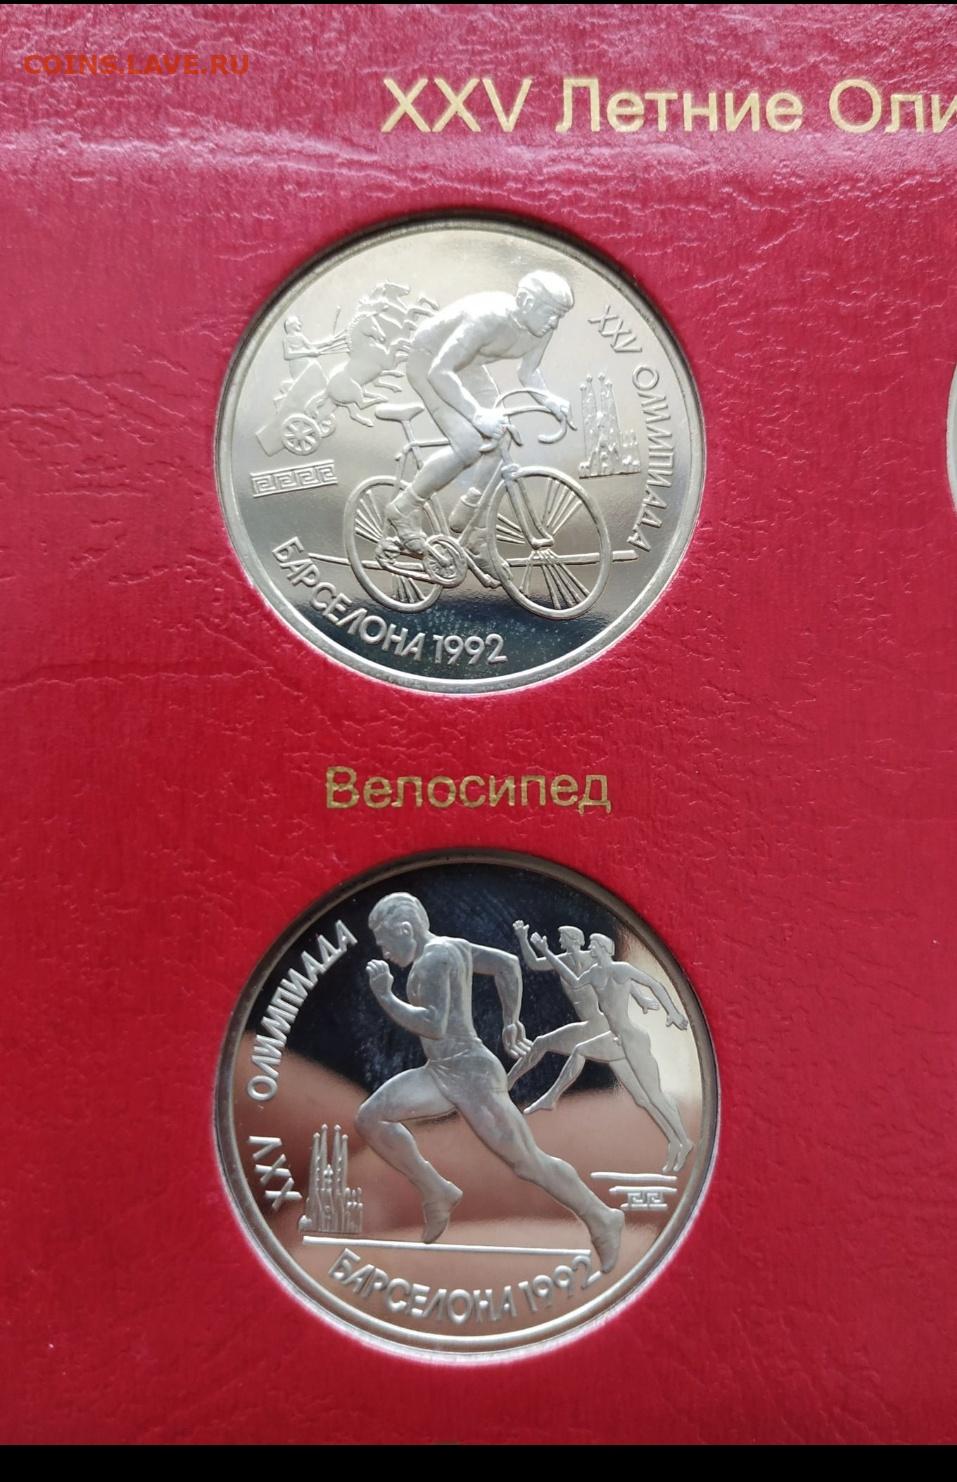 COINS.LAVE.RU
XXV Летние Оли
XXV ОЛИМПИАДА
БАРСЕЛОНА 1992
Велосипед
XXV ОЛИМПИАДА
БАРСЕЛОНА 1992